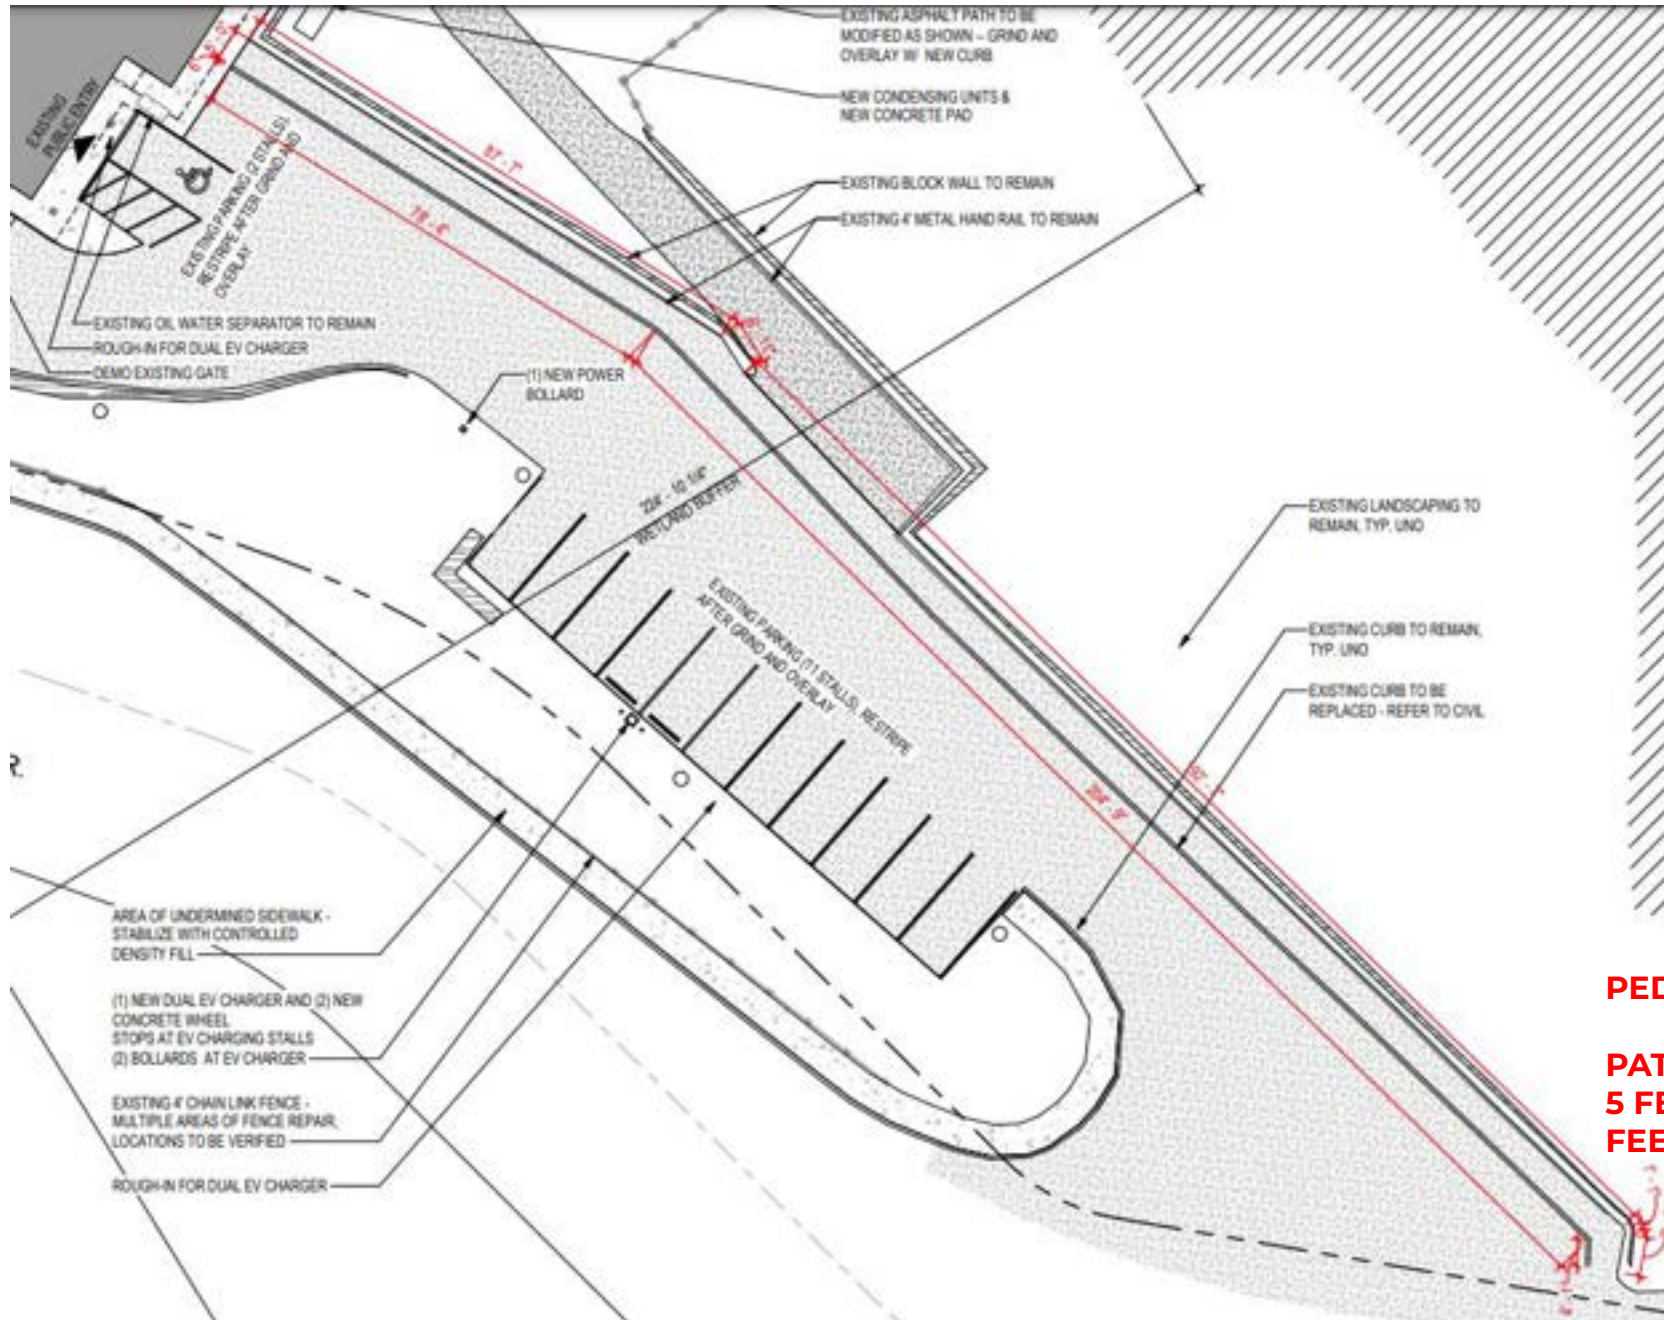 EXISTING ASPHALT PATH TO BE
MODIFIED AS SHOWN - GRIND AND
OVERLAY W/ NEW CURB
NEW CONDENSING UNITS &
NEW CONCRETE PAD
EXISTING BLOCK WALL TO REMAIN
EXISTING 4' METAL HAND RAIL TO REMAIN
EXISTING
PUBLIC ENTRY
EXISTING PARKING (2 STALLS),
RESTRIPE AFTER GRIND AND
OVERLAY
87' - 7"
78' - 4"
EXISTING OIL WATER SEPARATOR TO REMAIN
ROUGH-IN FOR DUAL EV CHARGER
DEMO EXISTING GATE
(1) NEW POWER
BOLLARD
224' - 10 1/4"
WETLAND BUFFER
EXISTING PARKING (11 STALLS), RESTRIPE
AFTER GRIND AND OVERLAY
EXISTING LANDSCAPING TO
REMAIN, TYP. UNO
EXISTING CURB TO REMAIN,
TYP. UNO
EXISTING CURB TO BE
REPLACED - REFER TO CIVIL
204' - 9"
R.
AREA OF UNDERMINED SIDEWALK -
STABILIZE WITH CONTROLLED
DENSITY FILL
(1) NEW DUAL EV CHARGER AND (2) NEW
CONCRETE WHEEL
STOPS AT EV CHARGING STALLS
(2) BOLLARDS AT EV CHARGER
EXISTING 4' CHAIN LINK FENCE -
MULTIPLE AREAS OF FENCE REPAIR,
LOCATIONS TO BE VERIFIED
ROUGH-IN FOR DUAL EV CHARGER
PED
PAT
5 FE
FEE